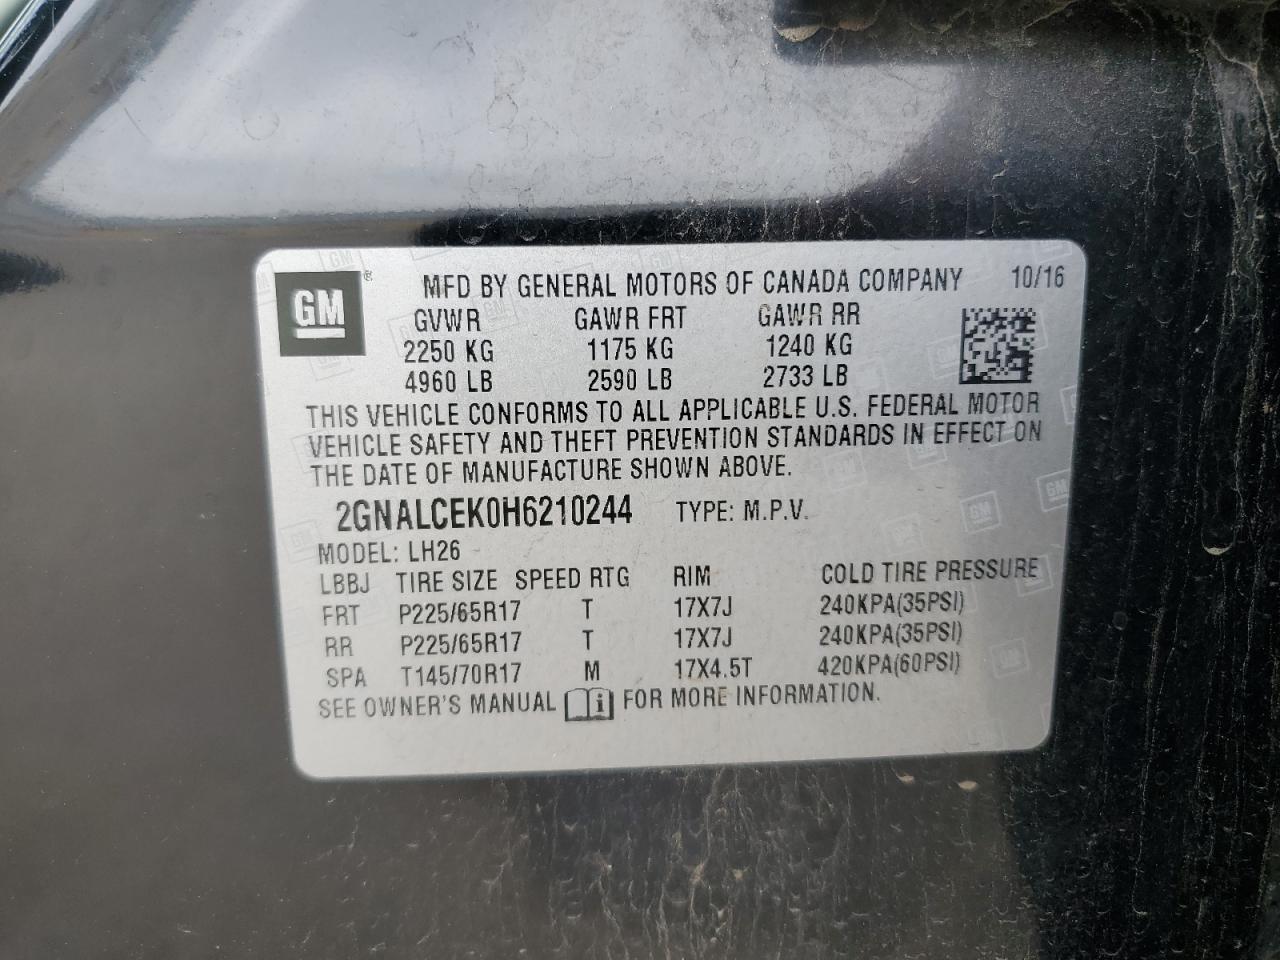 GM® MFD BY GENERAL MOTORS OF CANADA COMPANY 10/16
GVWR GAWR FRT GAWR RR
2250 KG 1175 KG 1240 KG
4960 LB 2590 LB 2733 LB
THIS VEHICLE CONFORMS TO ALL APPLICABLE U.S. FEDERAL MOTOR
VEHICLE SAFETY AND THEFT PREVENTION STANDARDS IN EFFECT ON
THE DATE OF MANUFACTURE SHOWN ABOVE.
2GNALCEK0H6210244 TYPE: M.P.V.
MODEL: LH26
LBBJ TIRE SIZE SPEED RTG RIM COLD TIRE PRESSURE
FRT P225/65R17 T 17X7J 240KPA(35PSI)
RR P225/65R17 T 17X7J 240KPA(35PSI)
SPA T145/70R17 M 17X4.5T 420KPA(60PSI)
SEE OWNER'S MANUAL i FOR MORE INFORMATION.